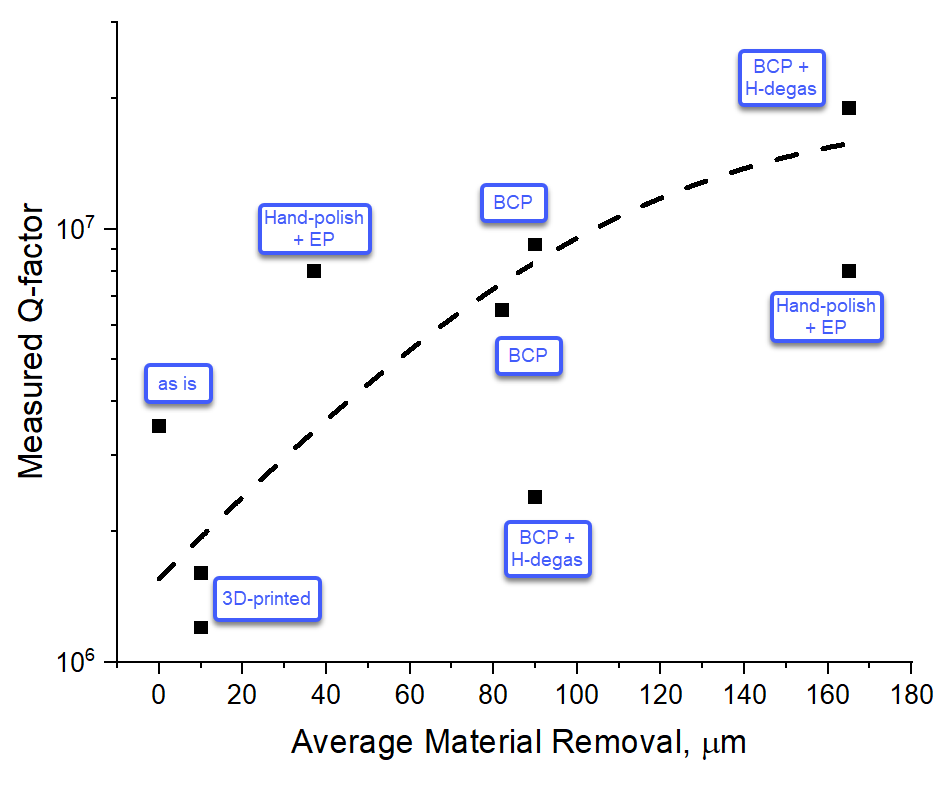 BCP +
H-degas
BCP
Hand-polish
+ EP
10⁷
Hand-polish
+ EP
BCP
as is
BCP +
H-degas
3D-printed
10⁶
0 20 40 60 80 100 120 140 160 180
Average Material Removal, μm
Measured Q-factor